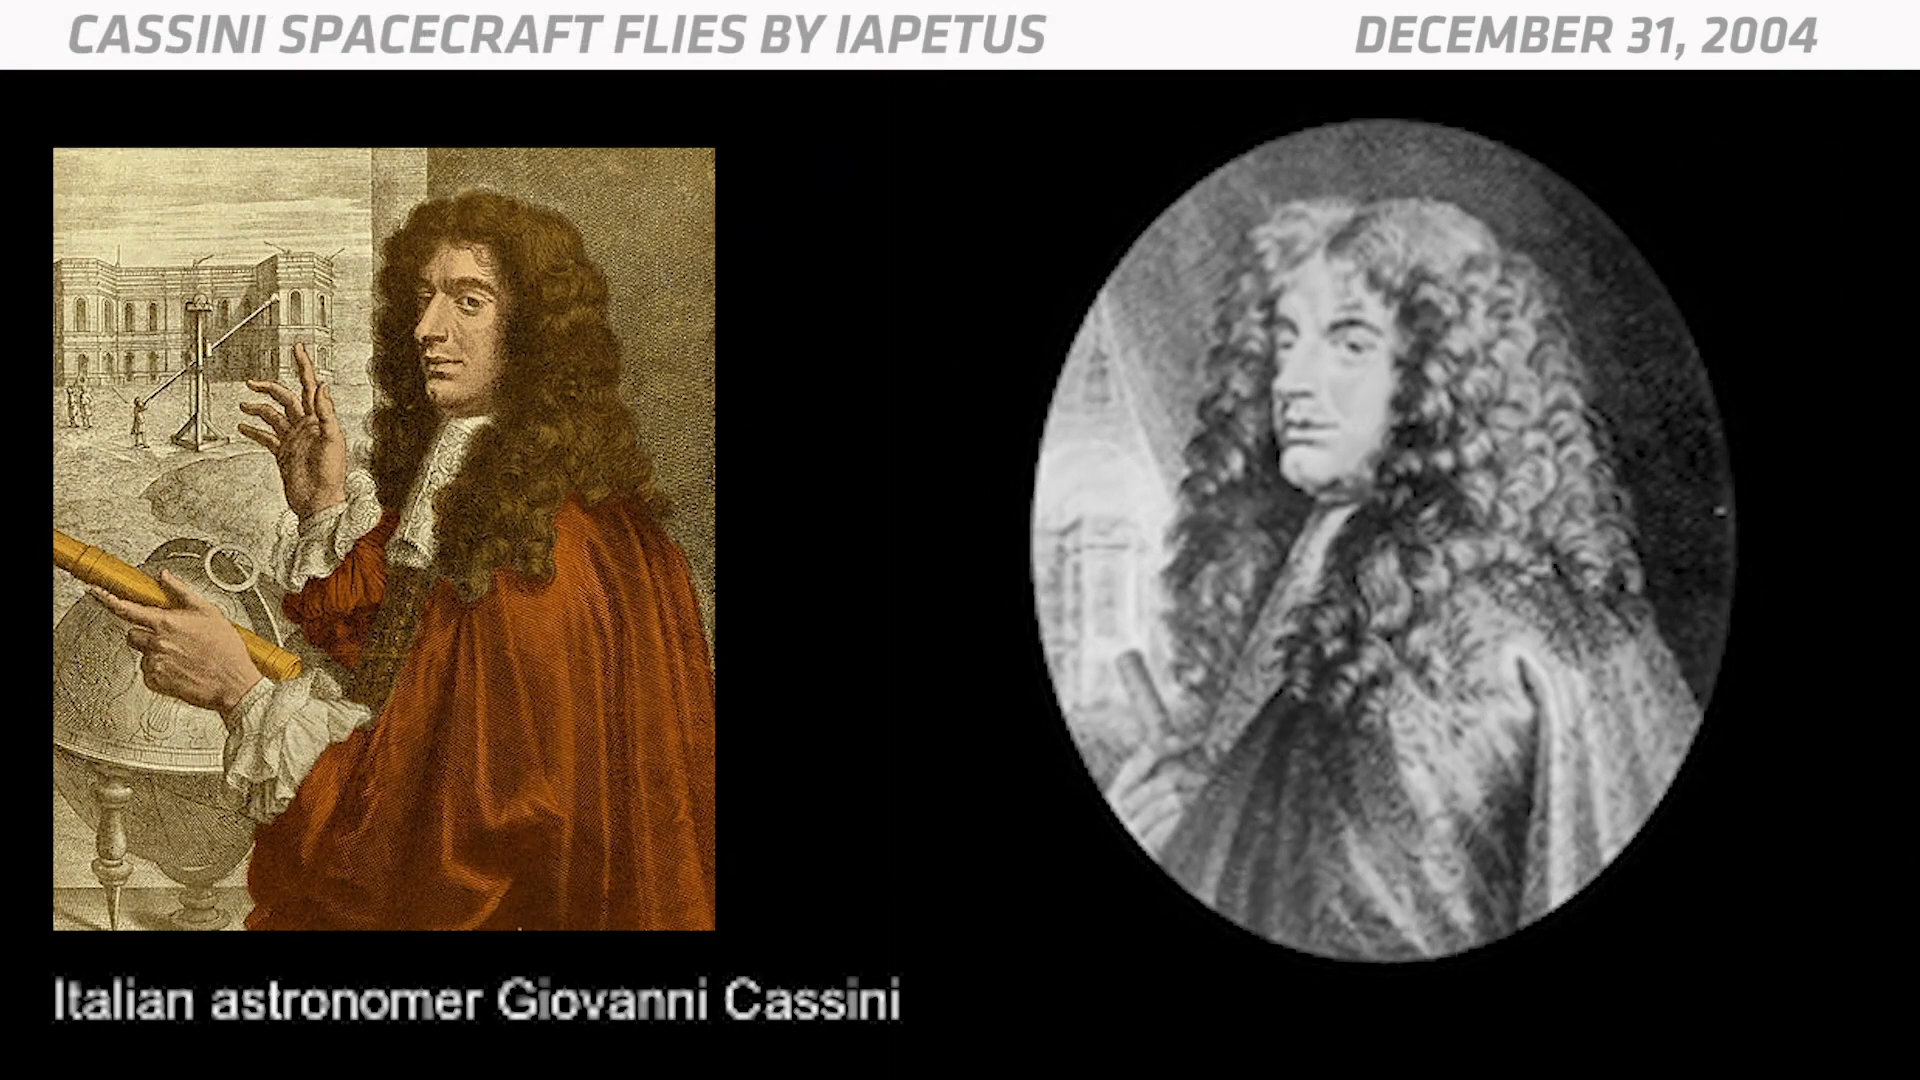 CASSINI SPACECRAFT FLIES BY IAPETUS
DECEMBER 31, 2004
Italian astronomer Giovanni Cassini